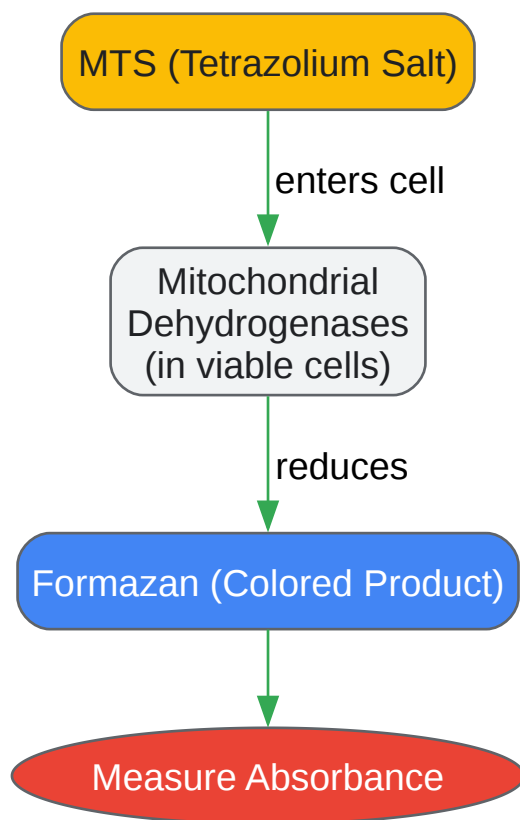 MTS (Tetrazolium Salt)
enters cell
Mitochondrial
Dehydrogenases
(in viable cells)
reduces
Formazan (Colored Product)
Measure Absorbance